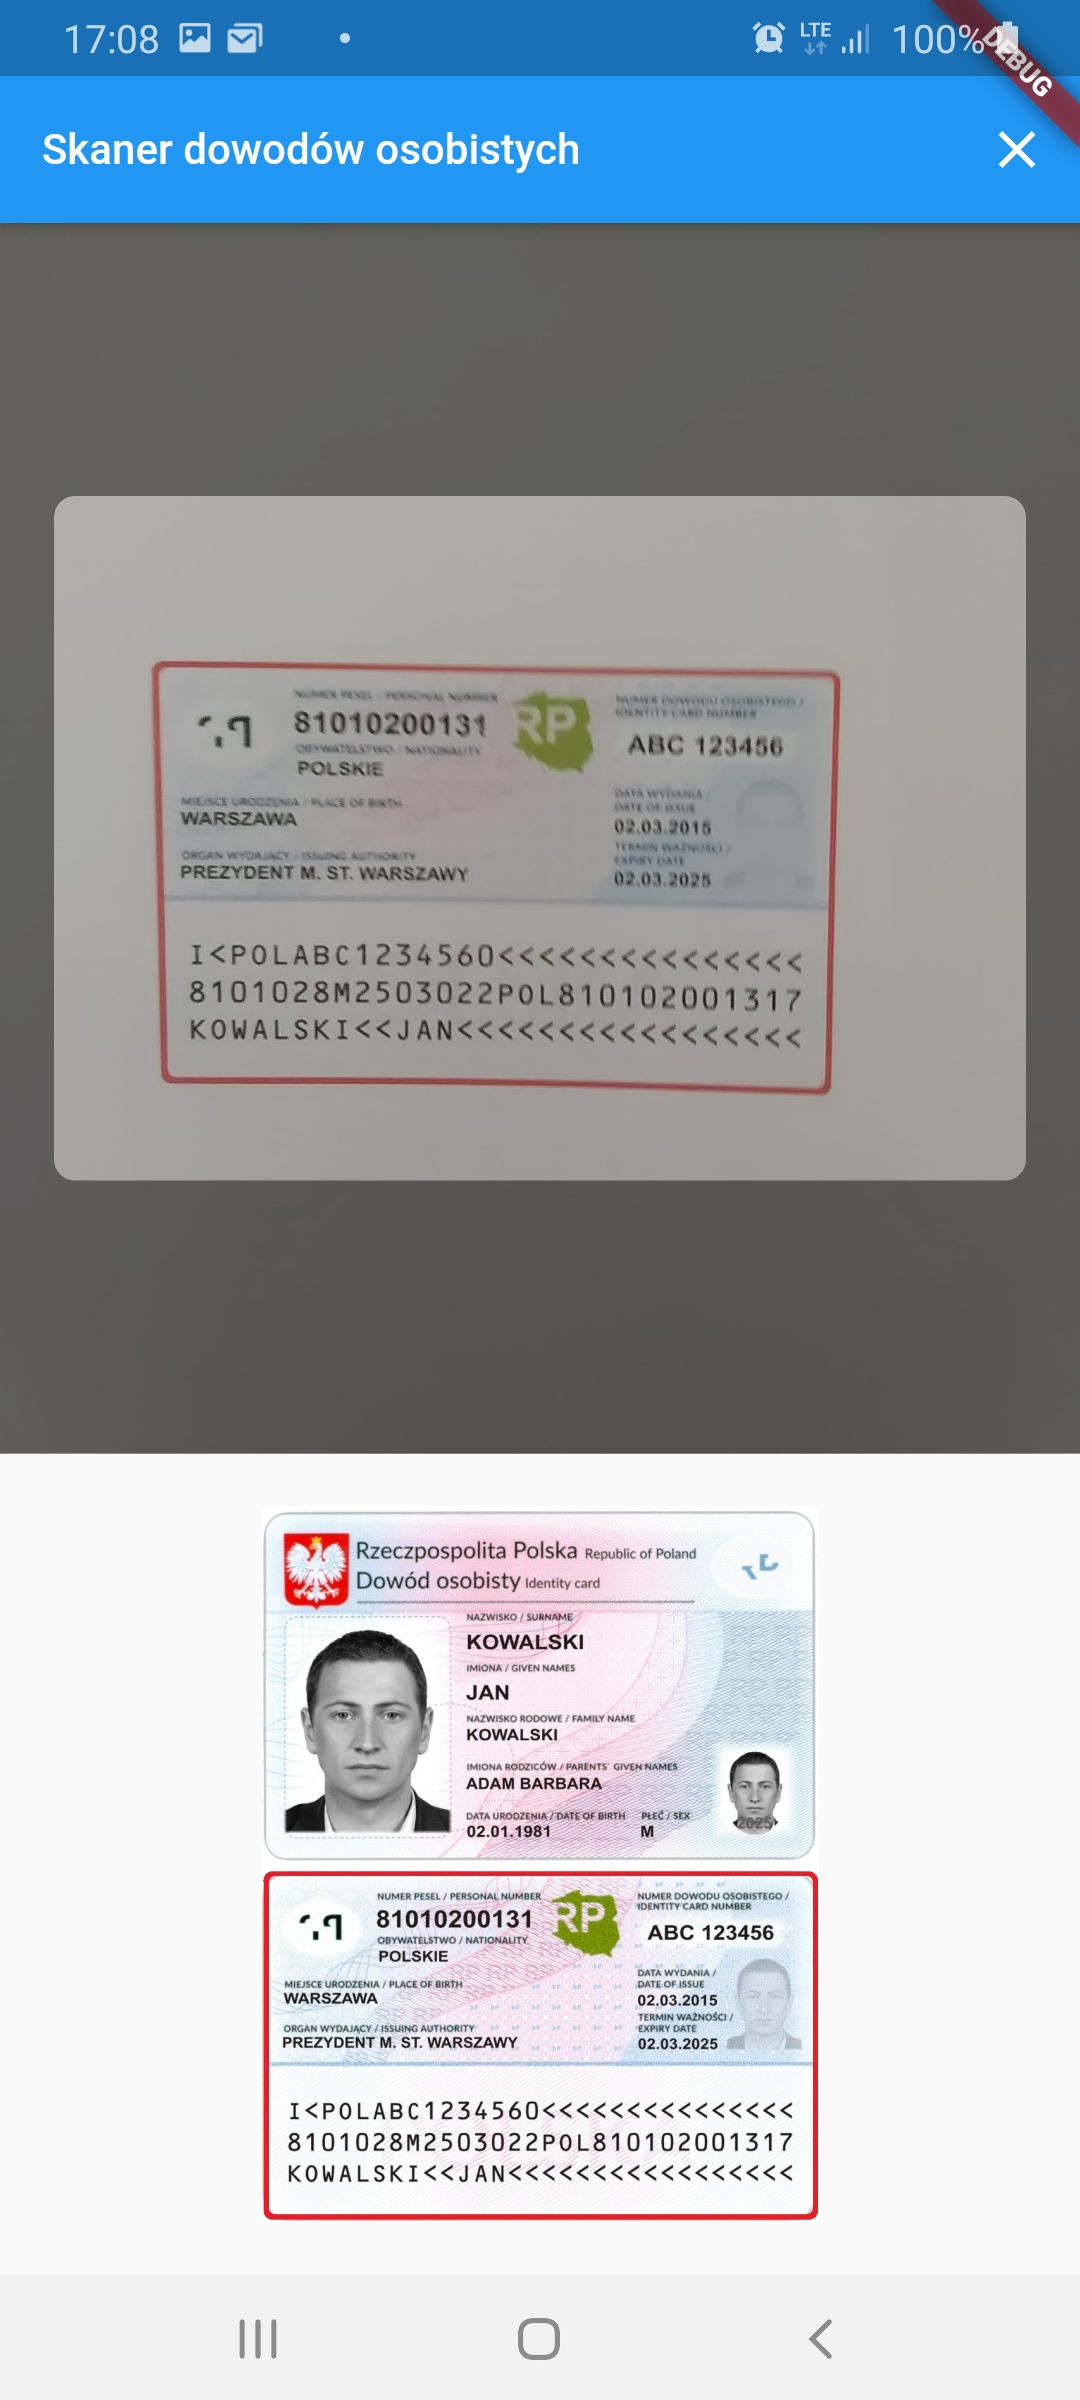 17:08 LTE 100%
DEBUG
Skaner dowodów osobistych
NUMER PESEL / PERSONAL NUMBER
81010200131
OBYWATELSTWO / NATIONALITY
POLSKIE
RP
NUMER DOWODU OSOBISTEGO /
IDENTITY CARD NUMBER
ABC 123456
MIEJSCE URODZENIA / PLACE OF BIRTH
WARSZAWA
ORGAN WYDAJĄCY / ISSUING AUTHORITY
PREZYDENT M. ST. WARSZAWY
DATA WYDANIA /
DATE OF ISSUE
02.03.2015
TERMIN WAŻNOŚCI /
EXPIRY DATE
02.03.2025
I<POLABC1234560<<<<<<<<<<<<<<<
8101028M2503022POL810102001317
KOWALSKI<<JAN<<<<<<<<<<<<<<<<<
Rzeczpospolita Polska Republic of Poland
Dowód osobisty Identity card
NAZWISKO / SURNAME
KOWALSKI
IMIONA / GIVEN NAMES
JAN
NAZWISKO RODOWE / FAMILY NAME
KOWALSKI
IMIONA RODZICÓW / PARENTS' GIVEN NAMES
ADAM BARBARA
DATA URODZENIA / DATE OF BIRTH PŁEĆ / SEX
02.01.1981 M
2025
NUMER PESEL / PERSONAL NUMBER
81010200131
OBYWATELSTWO / NATIONALITY
POLSKIE
RP
NUMER DOWODU OSOBISTEGO /
IDENTITY CARD NUMBER
ABC 123456
MIEJSCE URODZENIA / PLACE OF BIRTH
WARSZAWA
ORGAN WYDAJĄCY / ISSUING AUTHORITY
PREZYDENT M. ST. WARSZAWY
DATA WYDANIA /
DATE OF ISSUE
02.03.2015
TERMIN WAŻNOŚCI /
EXPIRY DATE
02.03.2025
I<POLABC1234560<<<<<<<<<<<<<<<
8101028M2503022POL810102001317
KOWALSKI<<JAN<<<<<<<<<<<<<<<<<